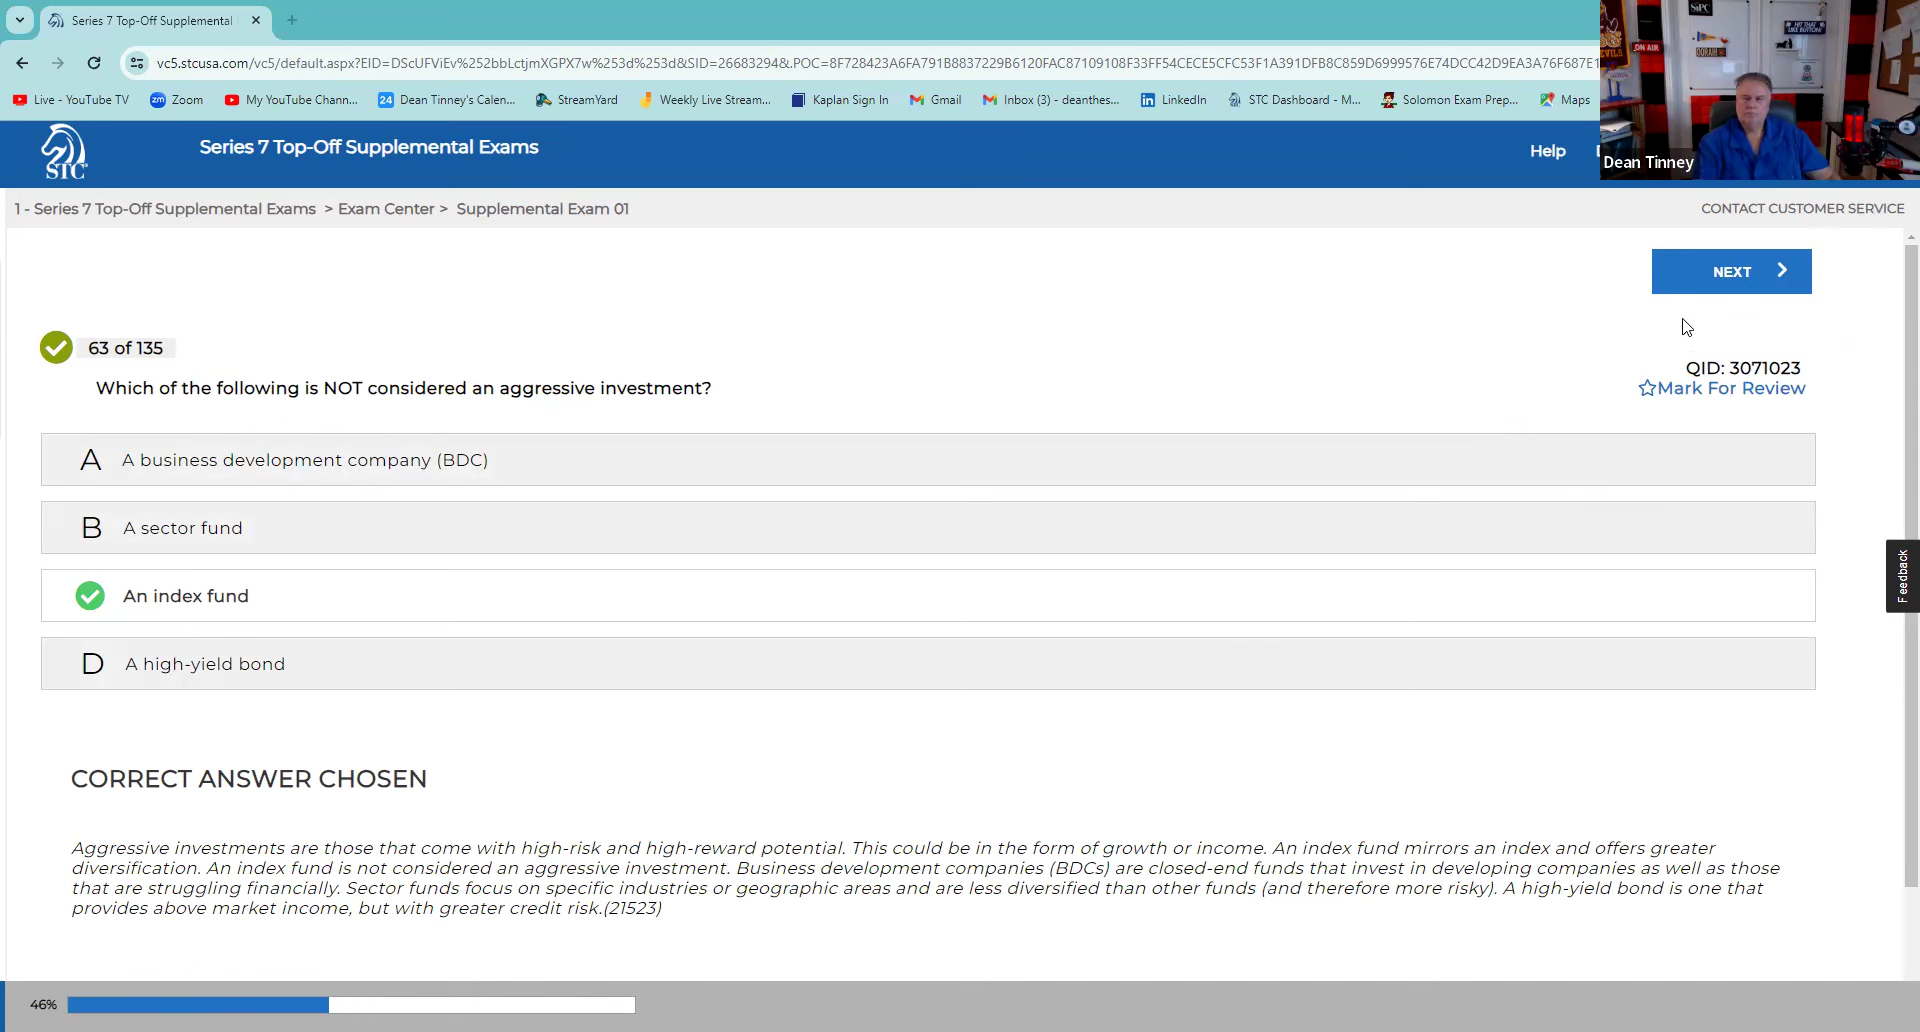 Series 7 Top-Off Supplemental
vc5.stcusa.com/vc5/default.aspx?EID=DScUFViEv%252bbLctjmXGPX7w%253d%253d&SID=26683294&.POC=8F728423A6FA791B8837229B6120FAC87109108F33FF54CECE5CFC53F1A391DFB8C859D6999576E74DCC42D9EA3A76F687E1
Live - YouTube TV
Zoom
My YouTube Chann...
Dean Tinney's Calen...
StreamYard
Weekly Live Stream...
Kaplan Sign In
Gmail
Inbox (3) - deanthes...
LinkedIn
STC Dashboard - M...
Solomon Exam Prep...
Maps
SIPC
HIT THAT LIKE BUTTON!
ON AIR
Dean Tinney
STC
Series 7 Top-Off Supplemental Exams
Help
1 - Series 7 Top-Off Supplemental Exams > Exam Center > Supplemental Exam 01
CONTACT CUSTOMER SERVICE
NEXT
63 of 135
QID: 3071023
Which of the following is NOT considered an aggressive investment?
Mark For Review
A A business development company (BDC)
B A sector fund
An index fund
D A high-yield bond
Feedback
CORRECT ANSWER CHOSEN
Aggressive investments are those that come with high-risk and high-reward potential. This could be in the form of growth or income. An index fund mirrors an index and offers greater
diversification. An index fund is not considered an aggressive investment. Business development companies (BDCs) are closed-end funds that invest in developing companies as well as those
that are struggling financially. Sector funds focus on specific industries or geographic areas and are less diversified than other funds (and therefore more risky). A high-yield bond is one that
provides above market income, but with greater credit risk.(21523)
46%